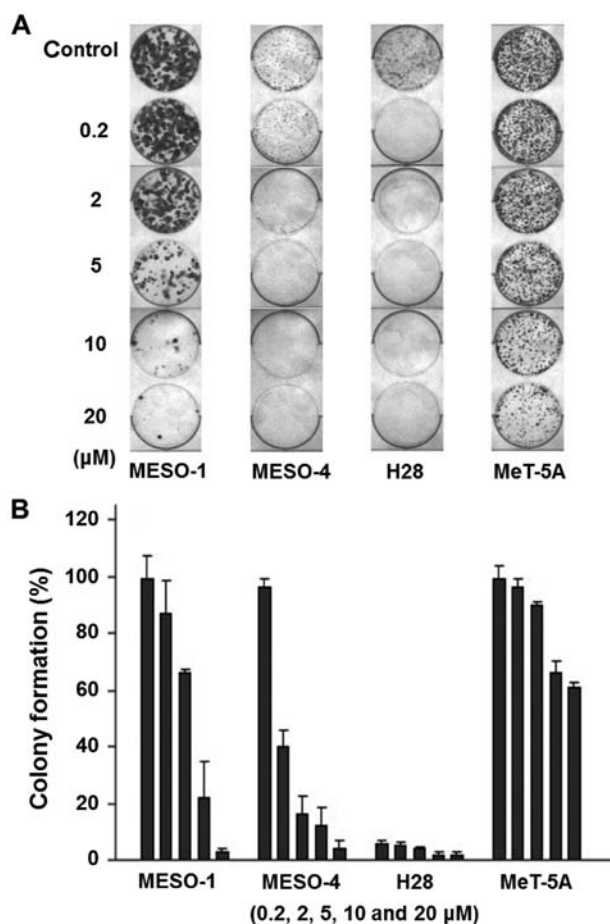 A
Control
0.2
2
5
10
20
(µM)
MESO-1 MESO-4 H28 MeT-5A
B
Colony formation (%)
120
100
80
60
40
20
0
MESO-1 MESO-4 H28 MeT-5A
(0.2, 2, 5, 10 and 20 µM)